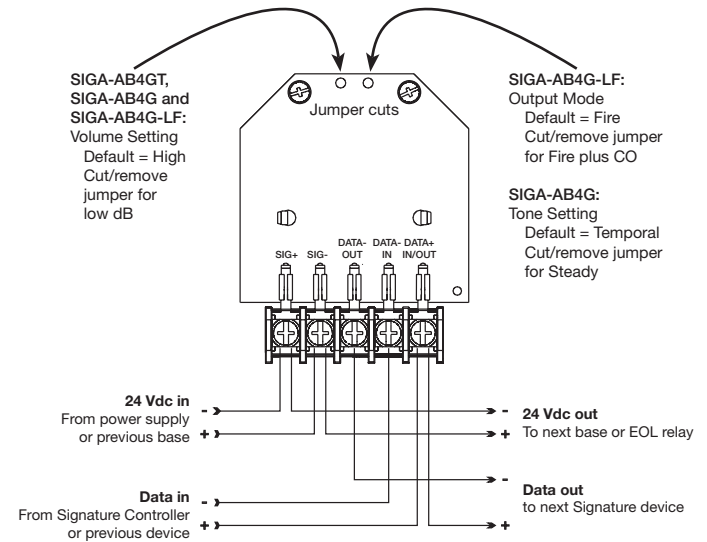 SIGA-AB4GT,
SIGA-AB4G and
SIGA-AB4G-LF:
Volume Setting
Default = High
Cut/remove
jumper for
low dB
Jumper cuts
SIGA-AB4G-LF:
Output Mode
Default = Fire
Cut/remove jumper
for Fire plus CO
SIGA-AB4G:
Tone Setting
Default = Temporal
Cut/remove jumper
for Steady
SIG+ SIG- DATA- OUT DATA- IN DATA+ IN/OUT
24 Vdc in
From power supply
or previous base
-
+
-
+
24 Vdc out
To next base or EOL relay
Data in
From Signature Controller
or previous device
-
+
-
+
Data out
to next Signature device